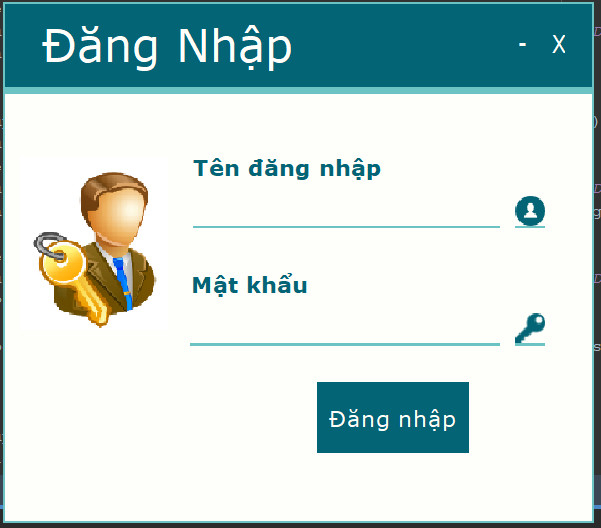 Đăng Nhập
- X
Tên đăng nhập
Mật khẩu
Đăng nhập